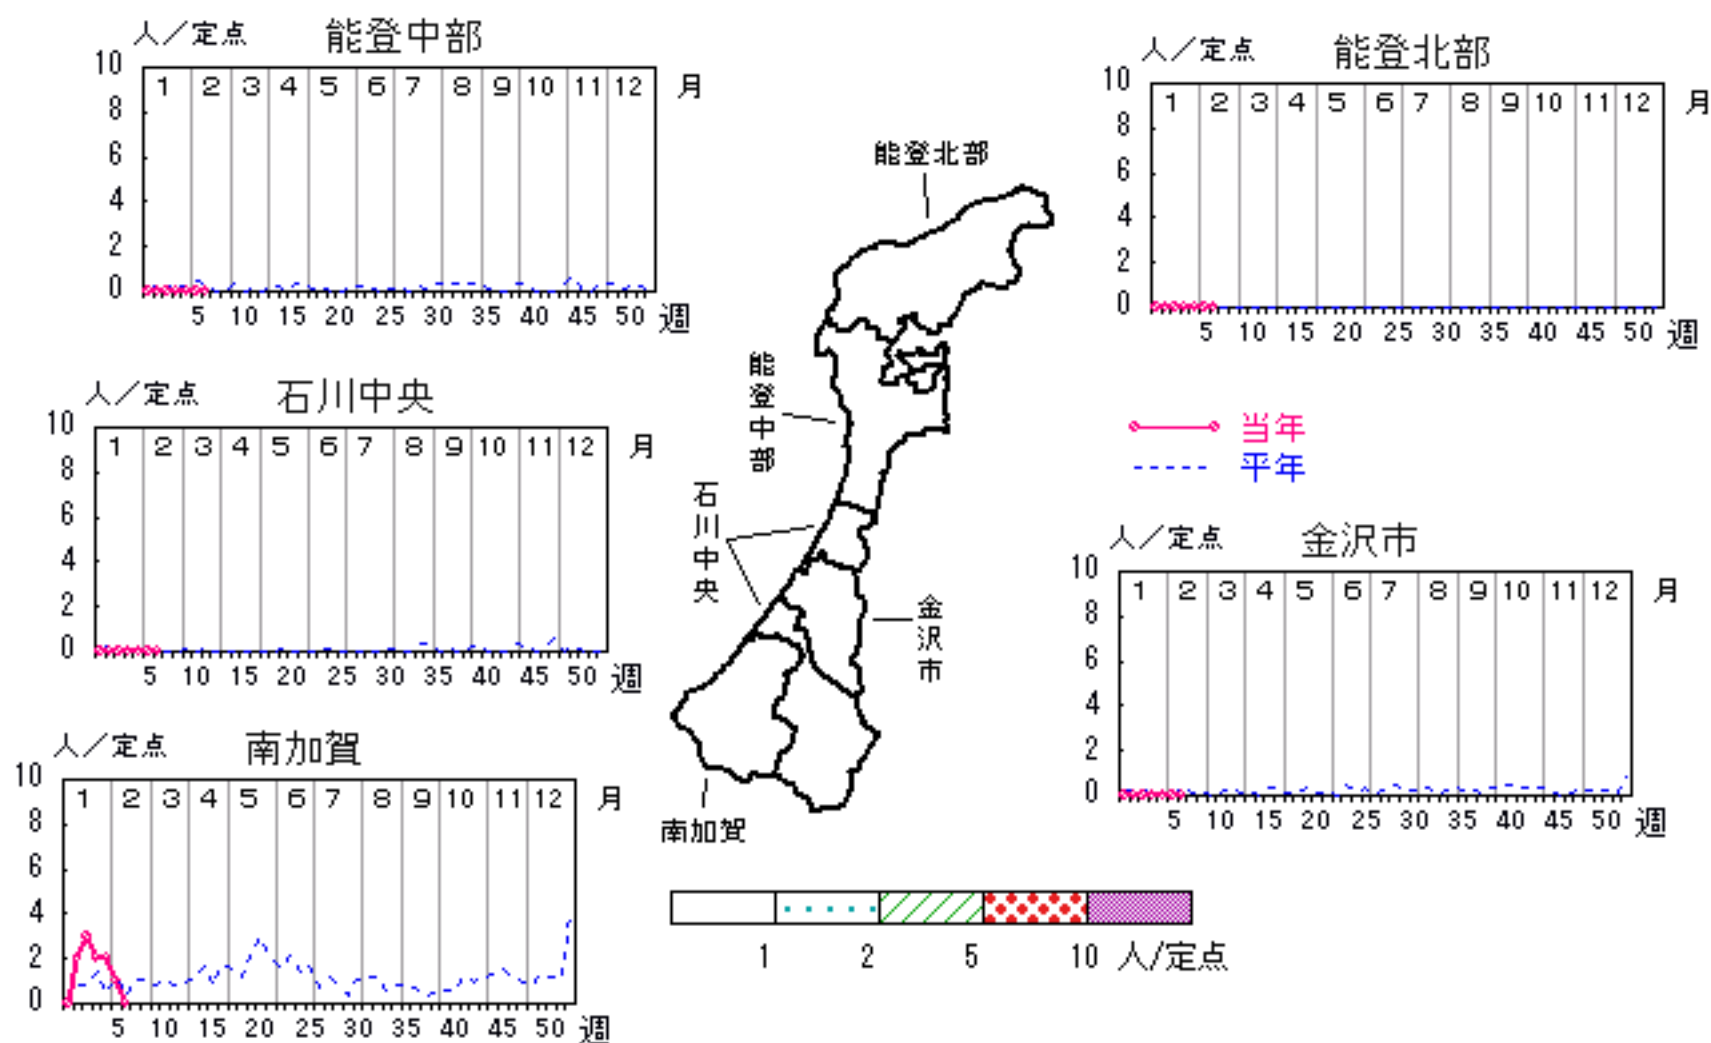 人／定点 能登中部
10 8 6 4 2 0
1 2 3 4 5 6 7 8 9 10 11 12 月
5 10 15 20 25 30 35 40 45 50 週
人／定点 能登北部
10 8 6 4 2 0
1 2 3 4 5 6 7 8 9 10 11 12 月
5 10 15 20 25 30 35 40 45 50 週
能登北部
能登中部
石川中央
金沢市
南加賀
人／定点 石川中央
10 8 6 4 2 0
1 2 3 4 5 6 7 8 9 10 11 12 月
5 10 15 20 25 30 35 40 45 50 週
当年
平年
人／定点 金沢市
10 8 6 4 2 0
1 2 3 4 5 6 7 8 9 10 11 12 月
5 10 15 20 25 30 35 40 45 50 週
人／定点 南加賀
10 8 6 4 2 0
1 2 3 4 5 6 7 8 9 10 11 12 月
5 10 15 20 25 30 35 40 45 50 週
1 2 5 10 人/定点